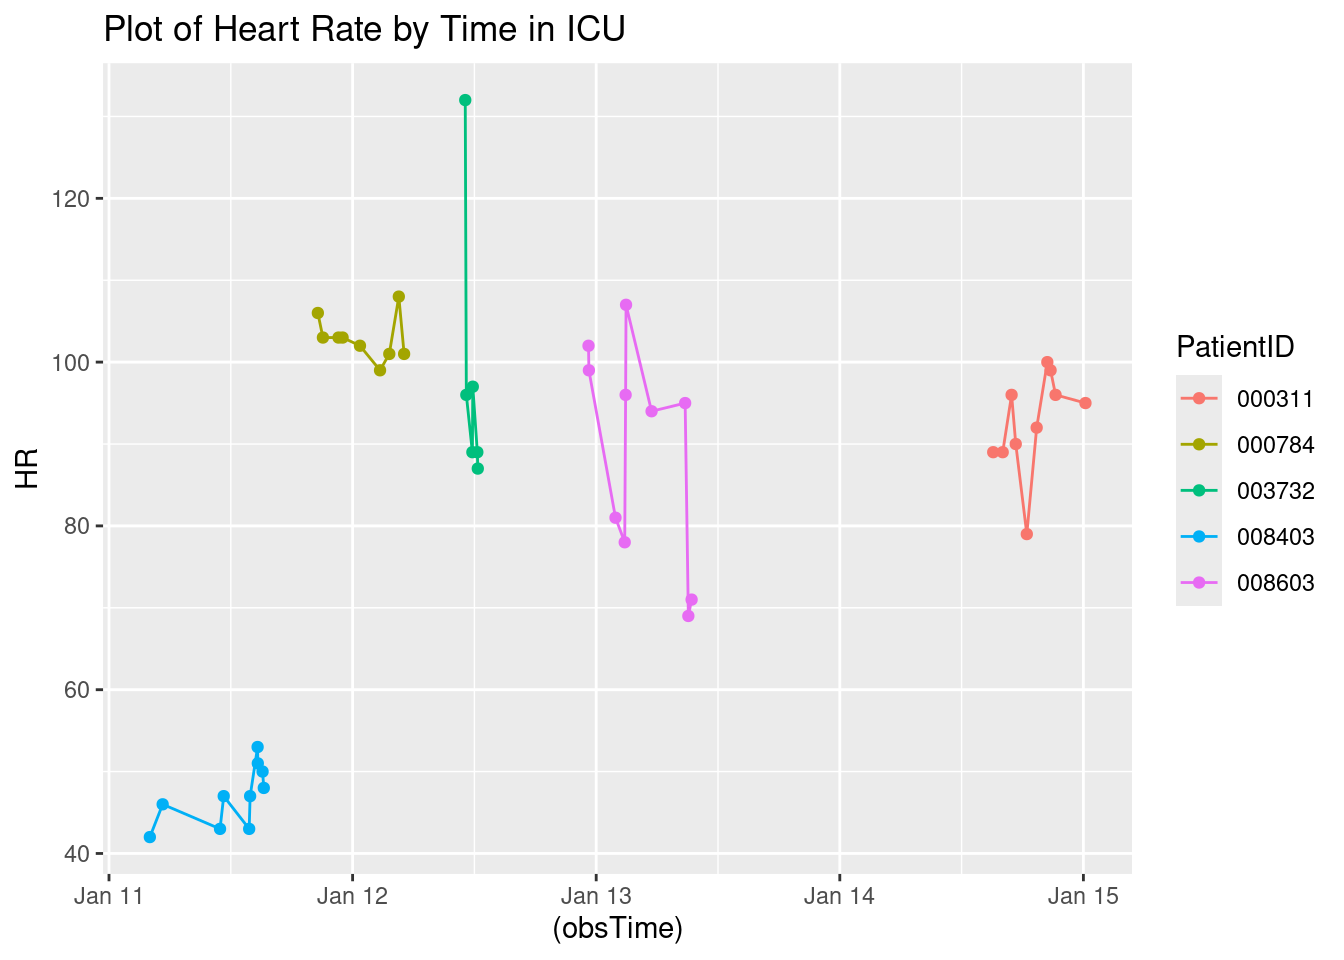 Plot of Heart Rate by Time in ICU
HR
120
100
80
60
40
Jan 11
Jan 12
Jan 13
Jan 14
Jan 15
(obsTime)
PatientID
000311
000784
003732
008403
008603